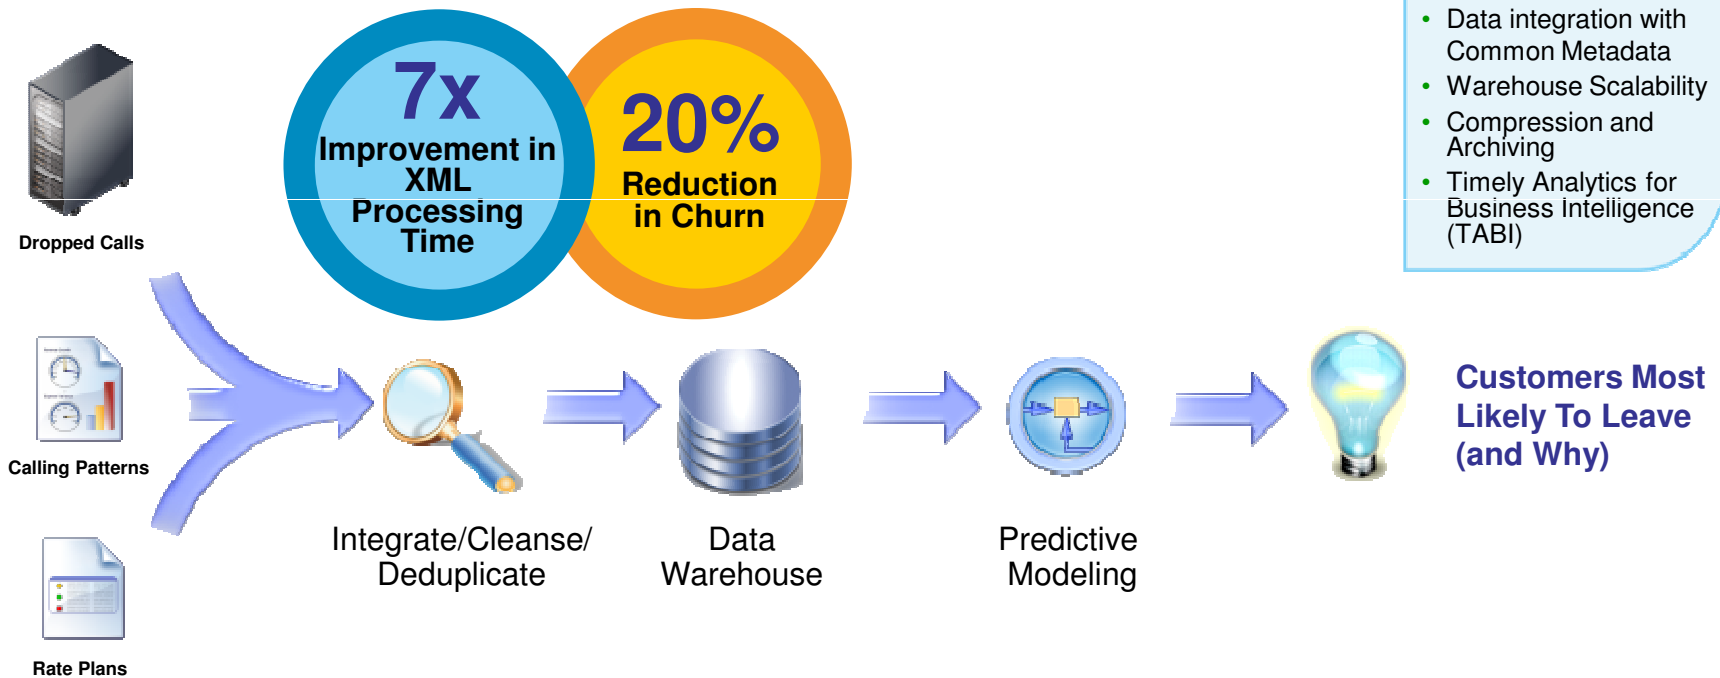 7x
Improvement in
XML
Processing
Time
20%
Reduction
in Churn
• Data integration with
Common Metadata
• Warehouse Scalability
• Compression and
Archiving
• Timely Analytics for
Business Intelligence
(TABI)
Dropped Calls
Calling Patterns
Rate Plans
Integrate/Cleanse/
Deduplicate
Data
Warehouse
Predictive
Modeling
Customers Most
Likely To Leave
(and Why)